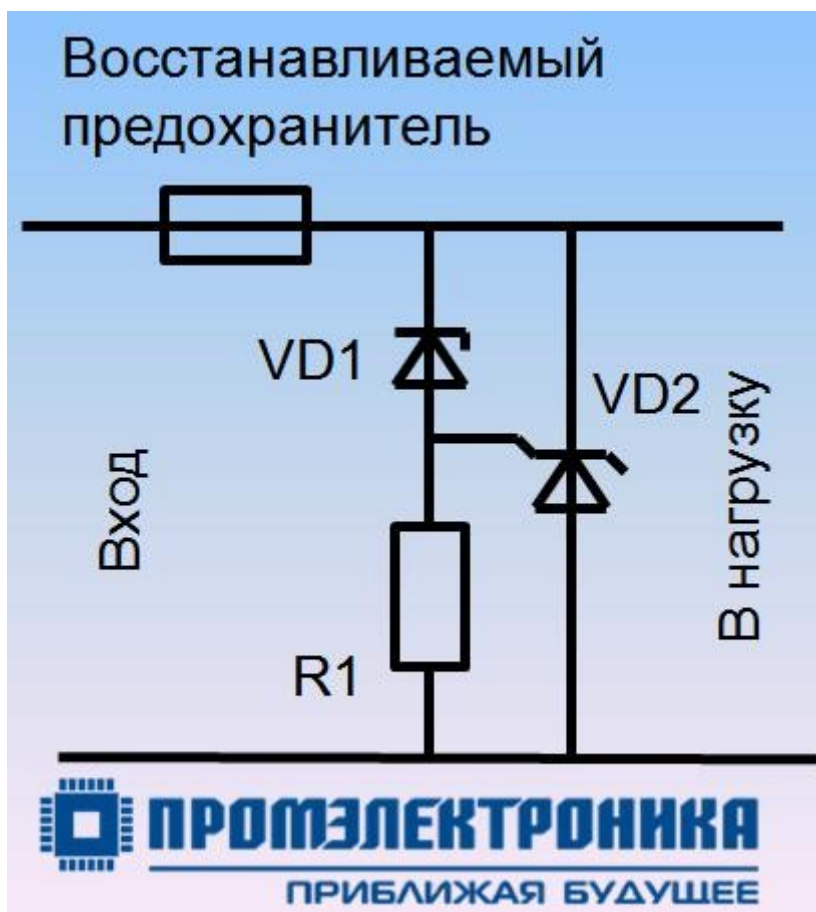 Восстанавливаемый
предохранитель
VD1
VD2
Вход
В нагрузку
R1
ПРОМЭЛЕКТРОНИКА
ПРИБЛИЖАЯ БУДУЩЕЕ